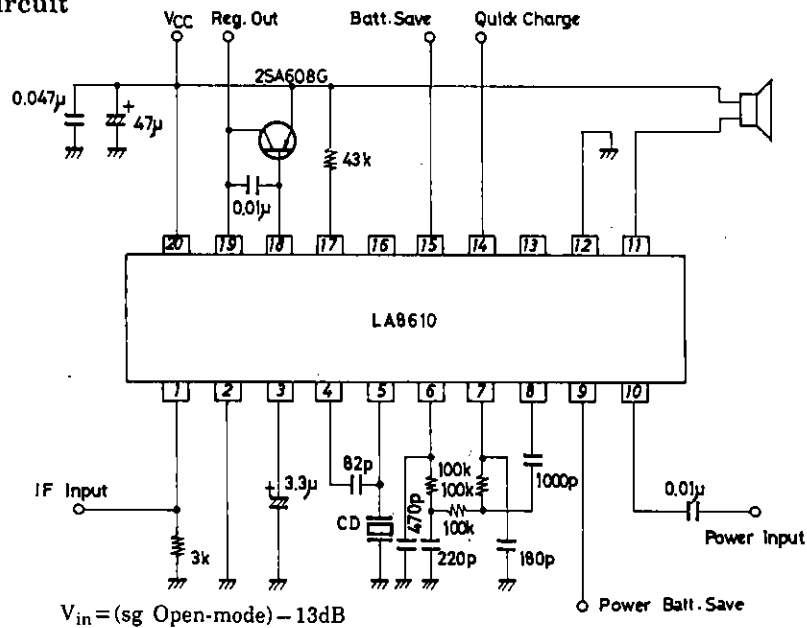 ircuit
VCC Reg. Out Batt. Save Quick Charge
2SA608G
0.047μ
+
47μ
43k
0.01μ
20 19 18 17 16 15 14 13 12 11
LA8610
1 2 3 4 5 6 7 8 9 10
82p
100k
100k
100k
1000p
0.01μ
IF Input
+
3.3μ
470p
CD
3k
220p
180p
Power Input
Power Batt. Save
Vin=(sg Open-mode)−13dB